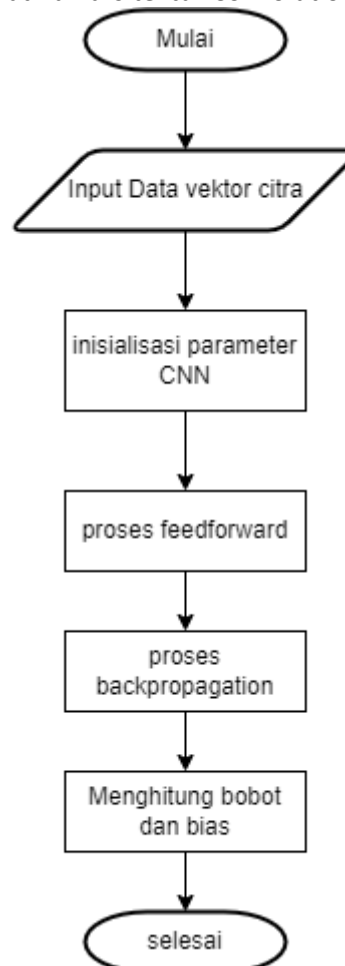 Mulai
Input Data vektor citra
inisialisasi parameter
CNN
proses feedforward
proses
backpropagation
Menghitung bobot
dan bias
selesai